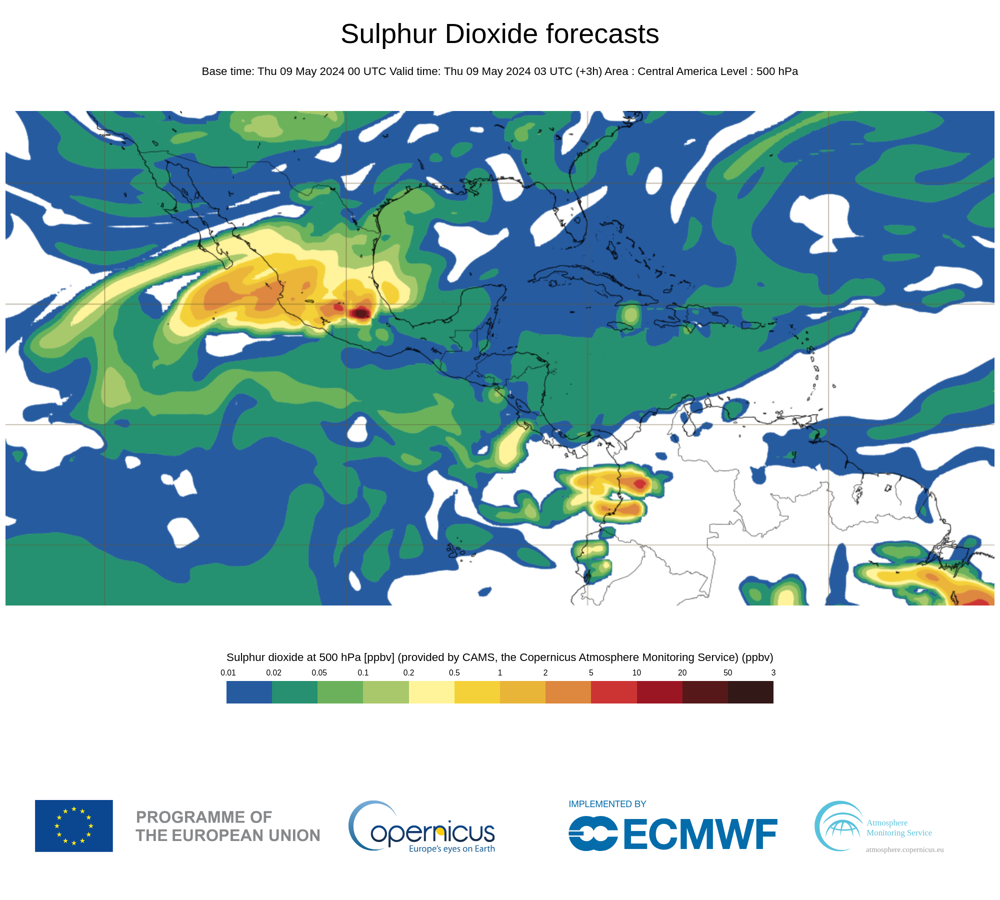 Sulphur Dioxide forecasts
Base time: Thu 09 May 2024 00 UTC Valid time: Thu 09 May 2024 03 UTC (+3h) Area : Central America Level : 500 hPa
Sulphur dioxide at 500 hPa [ppbv] (provided by CAMS, the Copernicus Atmosphere Monitoring Service) (ppbv)
0.01 0.02 0.05 0.1 0.2 0.5 1 2 5 10 20 50 3
PROGRAMME OF
THE EUROPEAN UNION
opernicus
Europe's eyes on Earth
IMPLEMENTED BY
ECMWF
Atmosphere
Monitoring Service
atmosphere.copernicus.eu